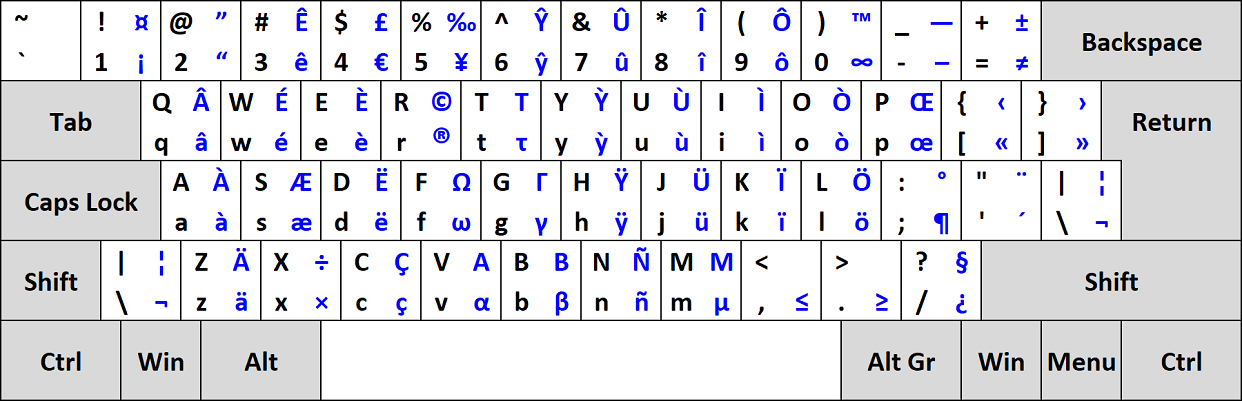 ~ ! ¤ @ ” # Ê $ £ % ‰ ^ Ŷ & Û * Î ( Ô ) ™ _ — + ±
` 1 ¡ 2 “ 3 ê 4 € 5 ¥ 6 ŷ 7 û 8 î 9 ô 0 ∞ - – = ≠ Backspace
Tab Q Â W É E È R © T Τ Y Ỳ U Ù I Ì O Ò P Œ { ‹ } › Return
q â w é e è r ® t τ y ỳ u ù i ì o ò p œ [ « ] »
Caps Lock A À S Æ D Ë F Ω G Γ H Ÿ J Ü K Ï L Ö : ° " ¨ | ¦
a à s æ d ë f ω g γ h ÿ j ü k ï l ö ; ¶ ' ´ \ ¬
Shift | ¦ Z Ä X ÷ C Ç V Α B Β N Ñ M Μ < > ? § Shift
\ ¬ z ä x × c ç v α b β n ñ m µ , ≤ . ≥ / ¿
Ctrl Win Alt Alt Gr Win Menu Ctrl